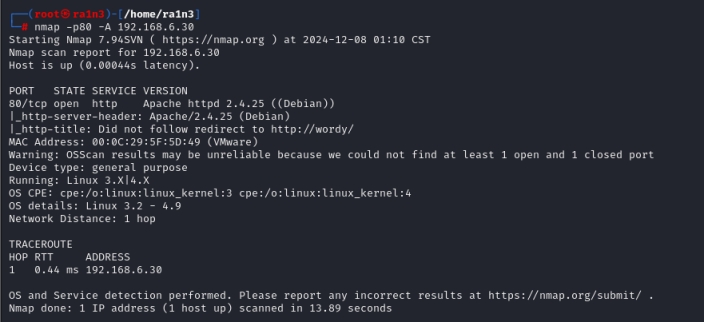 ┌──(root㉿ra1n3)-[/home/ra1n3]
└─# nmap -p80 -A 192.168.6.30
Starting Nmap 7.94SVN ( https://nmap.org ) at 2024-12-08 01:10 CST
Nmap scan report for 192.168.6.30
Host is up (0.00044s latency).

PORT   STATE SERVICE VERSION
80/tcp open  http    Apache httpd 2.4.25 ((Debian))
|_http-server-header: Apache/2.4.25 (Debian)
|_http-title: Did not follow redirect to http://wordy/
MAC Address: 00:0C:29:5F:5D:49 (VMware)
Warning: OSScan results may be unreliable because we could not find at least 1 open and 1 closed port
Device type: general purpose
Running: Linux 3.X|4.X
OS CPE: cpe:/o:linux:linux_kernel:3 cpe:/o:linux:linux_kernel:4
OS details: Linux 3.2 - 4.9
Network Distance: 1 hop

TRACEROUTE
HOP RTT     ADDRESS
1   0.44 ms 192.168.6.30

OS and Service detection performed. Please report any incorrect results at https://nmap.org/submit/ .
Nmap done: 1 IP address (1 host up) scanned in 13.89 seconds